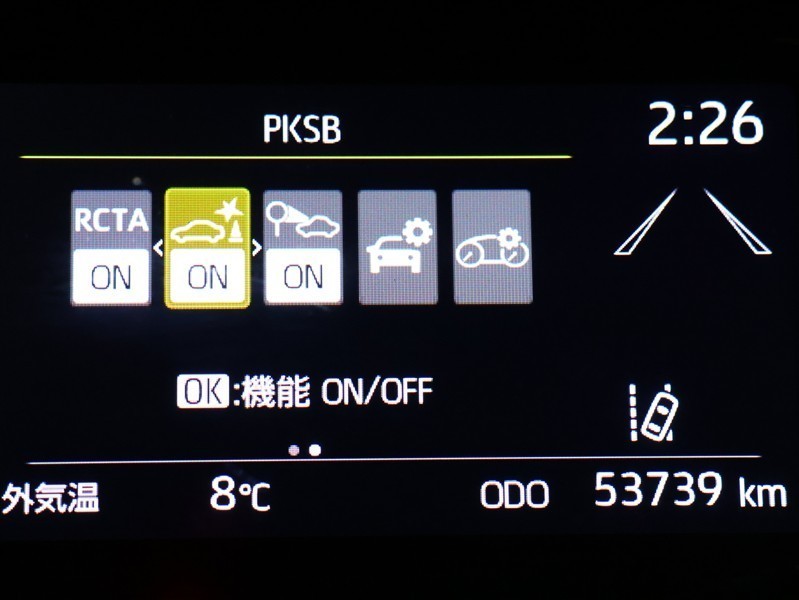 PKSB
2:26
RCTA
ON
ON
ON
OK:機能 ON/OFF
外気温 8℃ ODO 53739 km